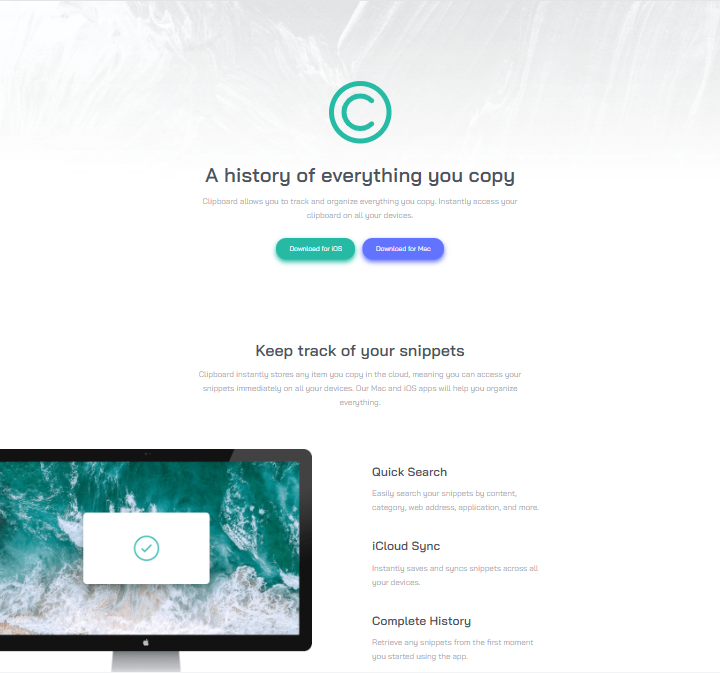 C
A history of everything you copy
Clipboard allows you to track and organize everything you copy. Instantly access your
clipboard on all your devices.
Download for iOS
Download for Mac
Keep track of your snippets
Clipboard instantly stores any item you copy in the cloud, meaning you can access your
snippets immediately on all your devices. Our Mac and iOS apps will help you organize
everything.
Quick Search
Easily search your snippets by content,
category, web address, application, and more.
iCloud Sync
Instantly saves and syncs snippets across all
your devices.
Complete History
Retrieve any snippets from the first moment
you started using the app.